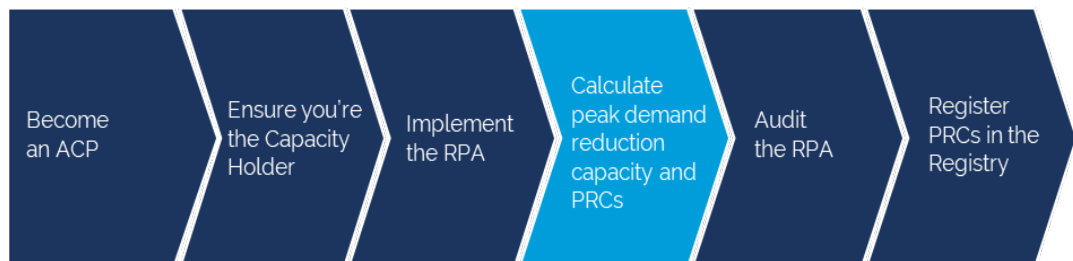 Become
an ACP
Ensure you're
the Capacity
Holder
Implement
the RPA
Calculate
peak demand
reduction
capacity and
PRCs
Audit
the RPA
Register
PRCs in the
Registry